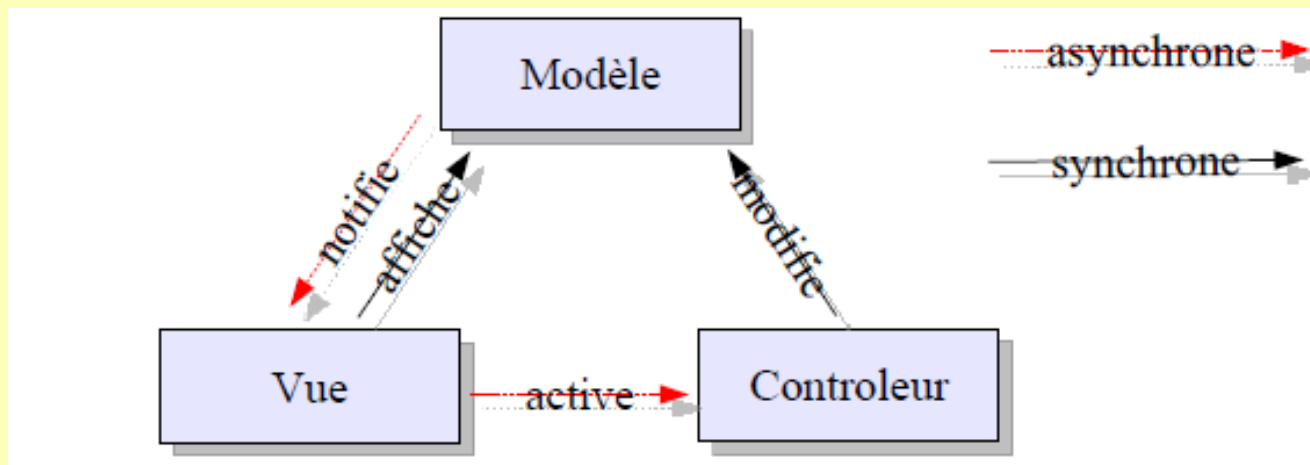 Modèle
asynchrone
synchrone
notifie
affiche
modifie
Vue
active
Controleur